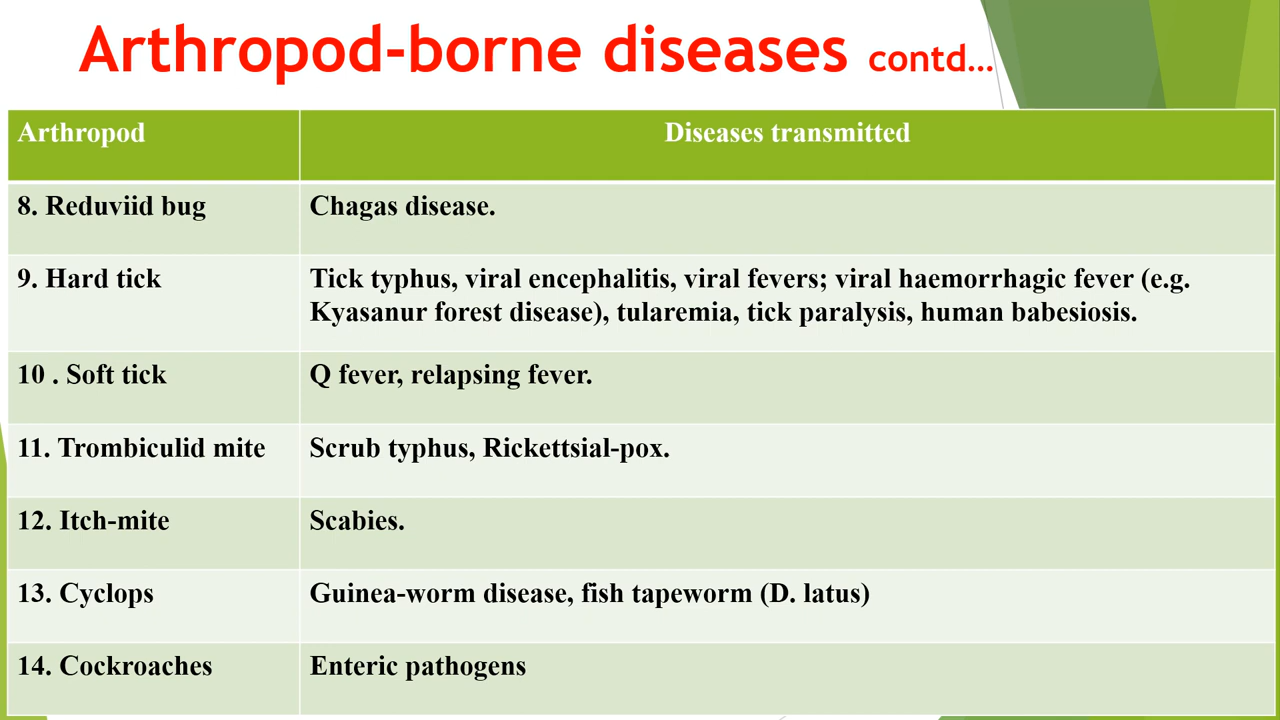 Arthropod-borne diseases contd...
Arthropod
Diseases transmitted
8. Reduviid bug
Chagas disease.
9. Hard tick
Tick typhus, viral encephalitis, viral fevers; viral haemorrhagic fever (e.g.
Kyasanur forest disease), tularemia, tick paralysis, human babesiosis.
10 . Soft tick
Q fever, relapsing fever.
11. Trombiculid mite
Scrub typhus, Rickettsial-pox.
12. Itch-mite
Scabies.
13. Cyclops
Guinea-worm disease, fish tapeworm (D. latus)
14. Cockroaches
Enteric pathogens